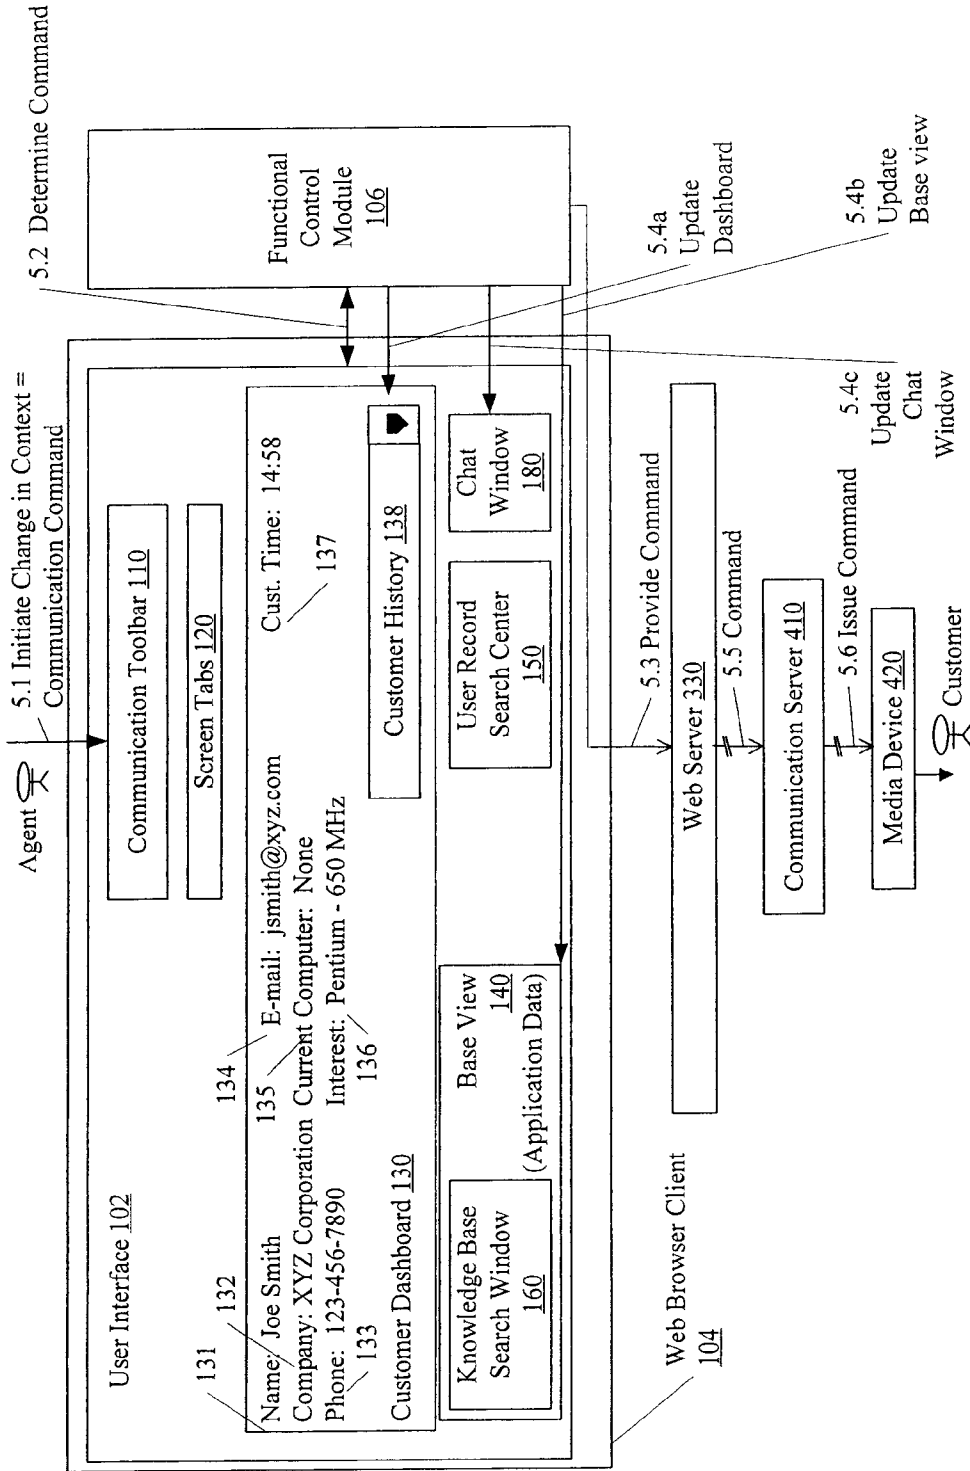 Agent
5.1 Initiate Change in Context =
Communication Command
5.2 Determine Command
User Interface 102
Communication Toolbar 110
Screen Tabs 120
Functional
Control
Module
106
131
132
134
Name: Joe Smith
E-mail: jsmith@xyz.com
Cust. Time: 14:58
135
Company: XYZ Corporation
Current Computer: None
137
Phone: 123-456-7890
Interest: Pentium - 650 MHz
133
136
Customer Dashboard 130
Customer History 138
Knowledge Base
Search Window
160
Base View
140
(Application Data)
User Record
Search Center
150
Chat
Window
180
5.4a
Update
Dashboard
5.4b
Update
Base view
5.4c
Update
Chat
Window
Web Browser Client
104
5.3 Provide Command
Web Server 330
5.5 Command
Communication Server 410
5.6 Issue Command
Media Device 420
Customer